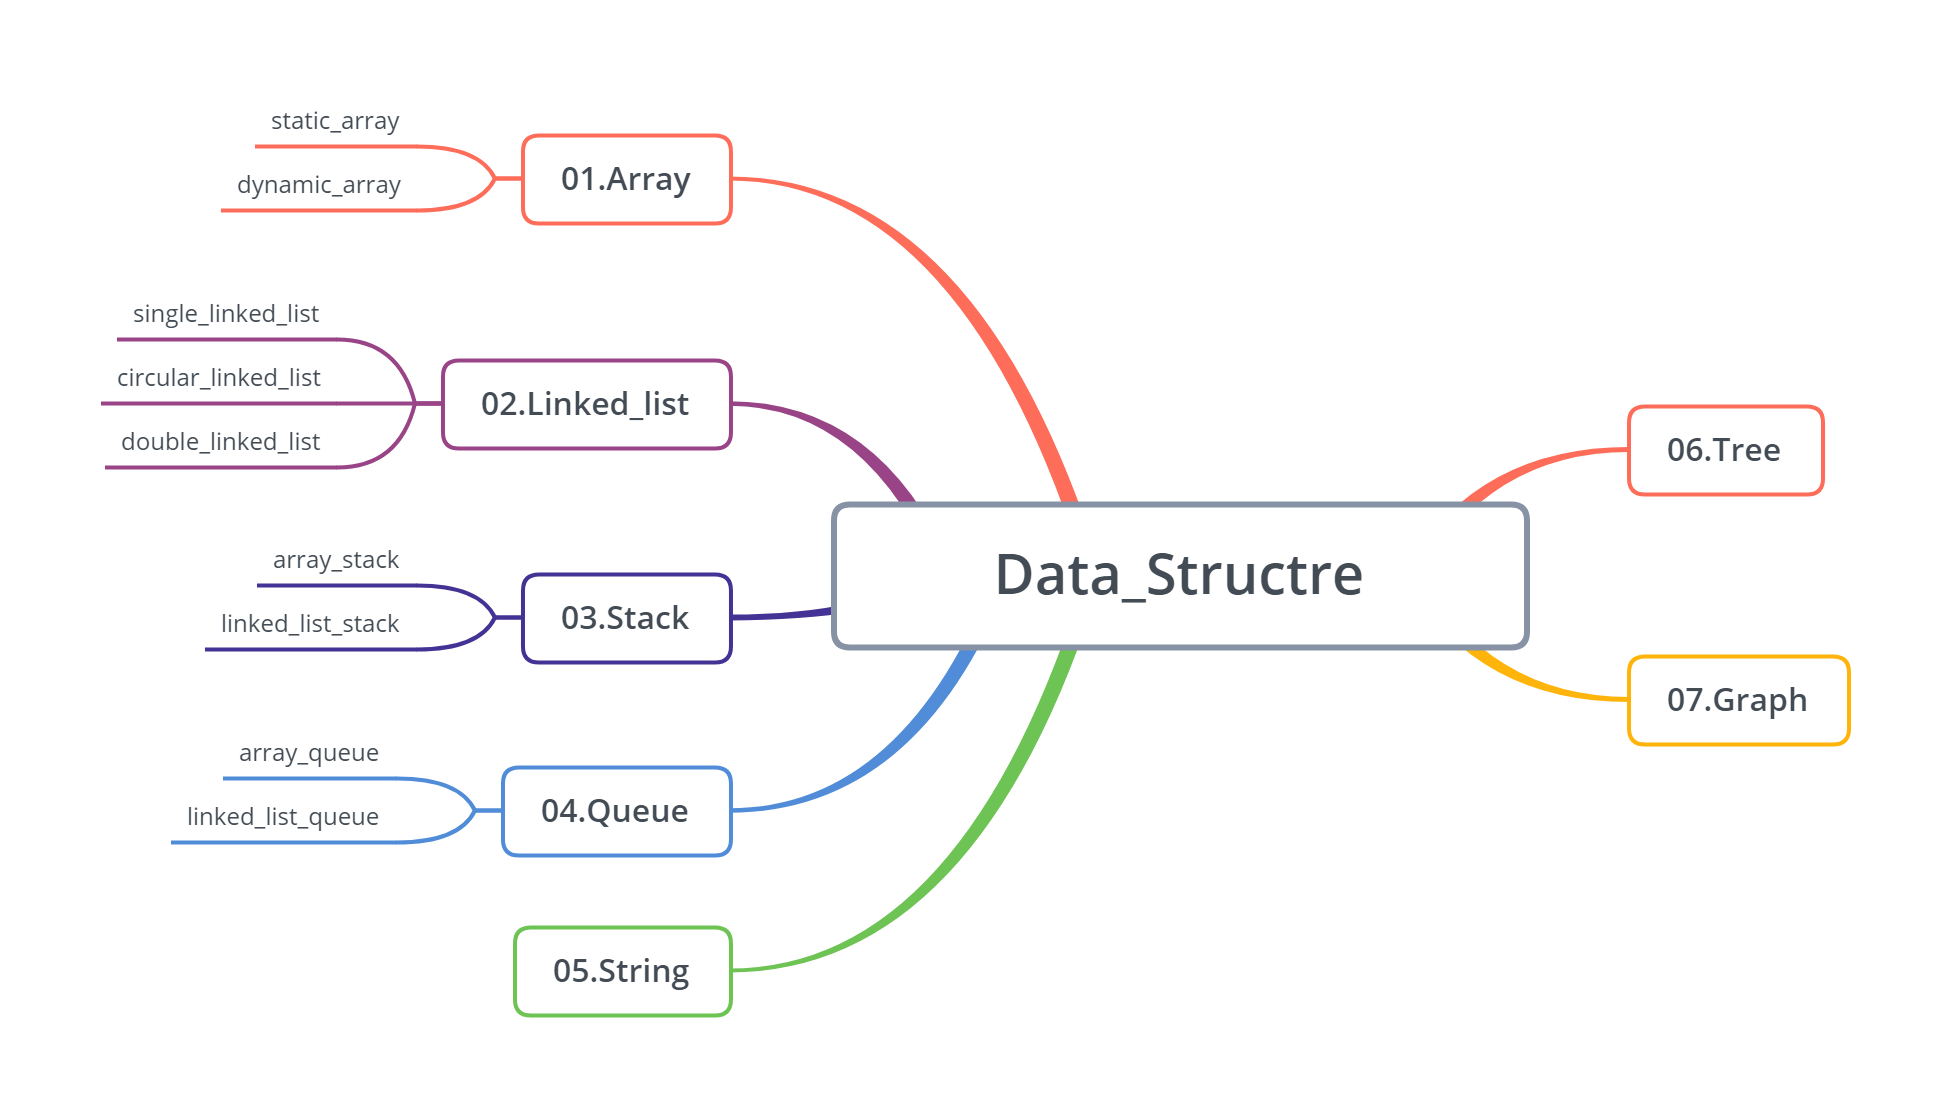 static_array
dynamic_array
01.Array
single_linked_list
circular_linked_list
double_linked_list
02.Linked_list
array_stack
linked_list_stack
03.Stack
array_queue
linked_list_queue
04.Queue
05.String
Data_Structre
06.Tree
07.Graph